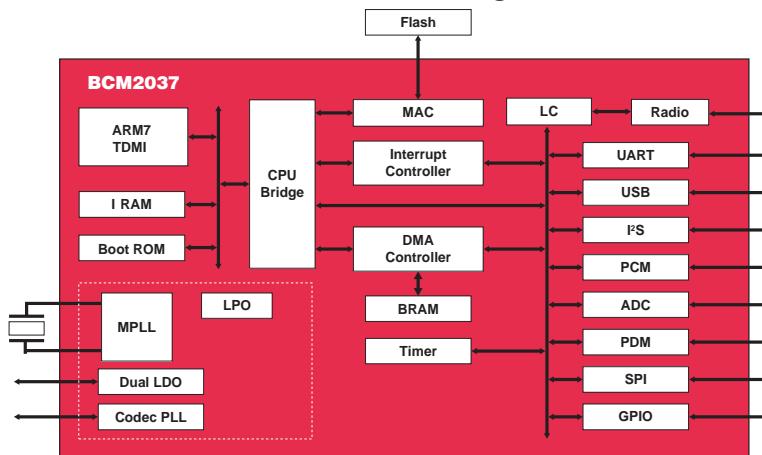 Flash
BCM2037
ARM7
TDMI
I RAM
Boot ROM
CPU
Bridge
MAC
Interrupt
Controller
DMA
Controller
BRAM
Timer
LC
Radio
UART
USB
I²S
PCM
ADC
PDM
SPI
GPIO
MPLL
LPO
Dual LDO
Codec PLL